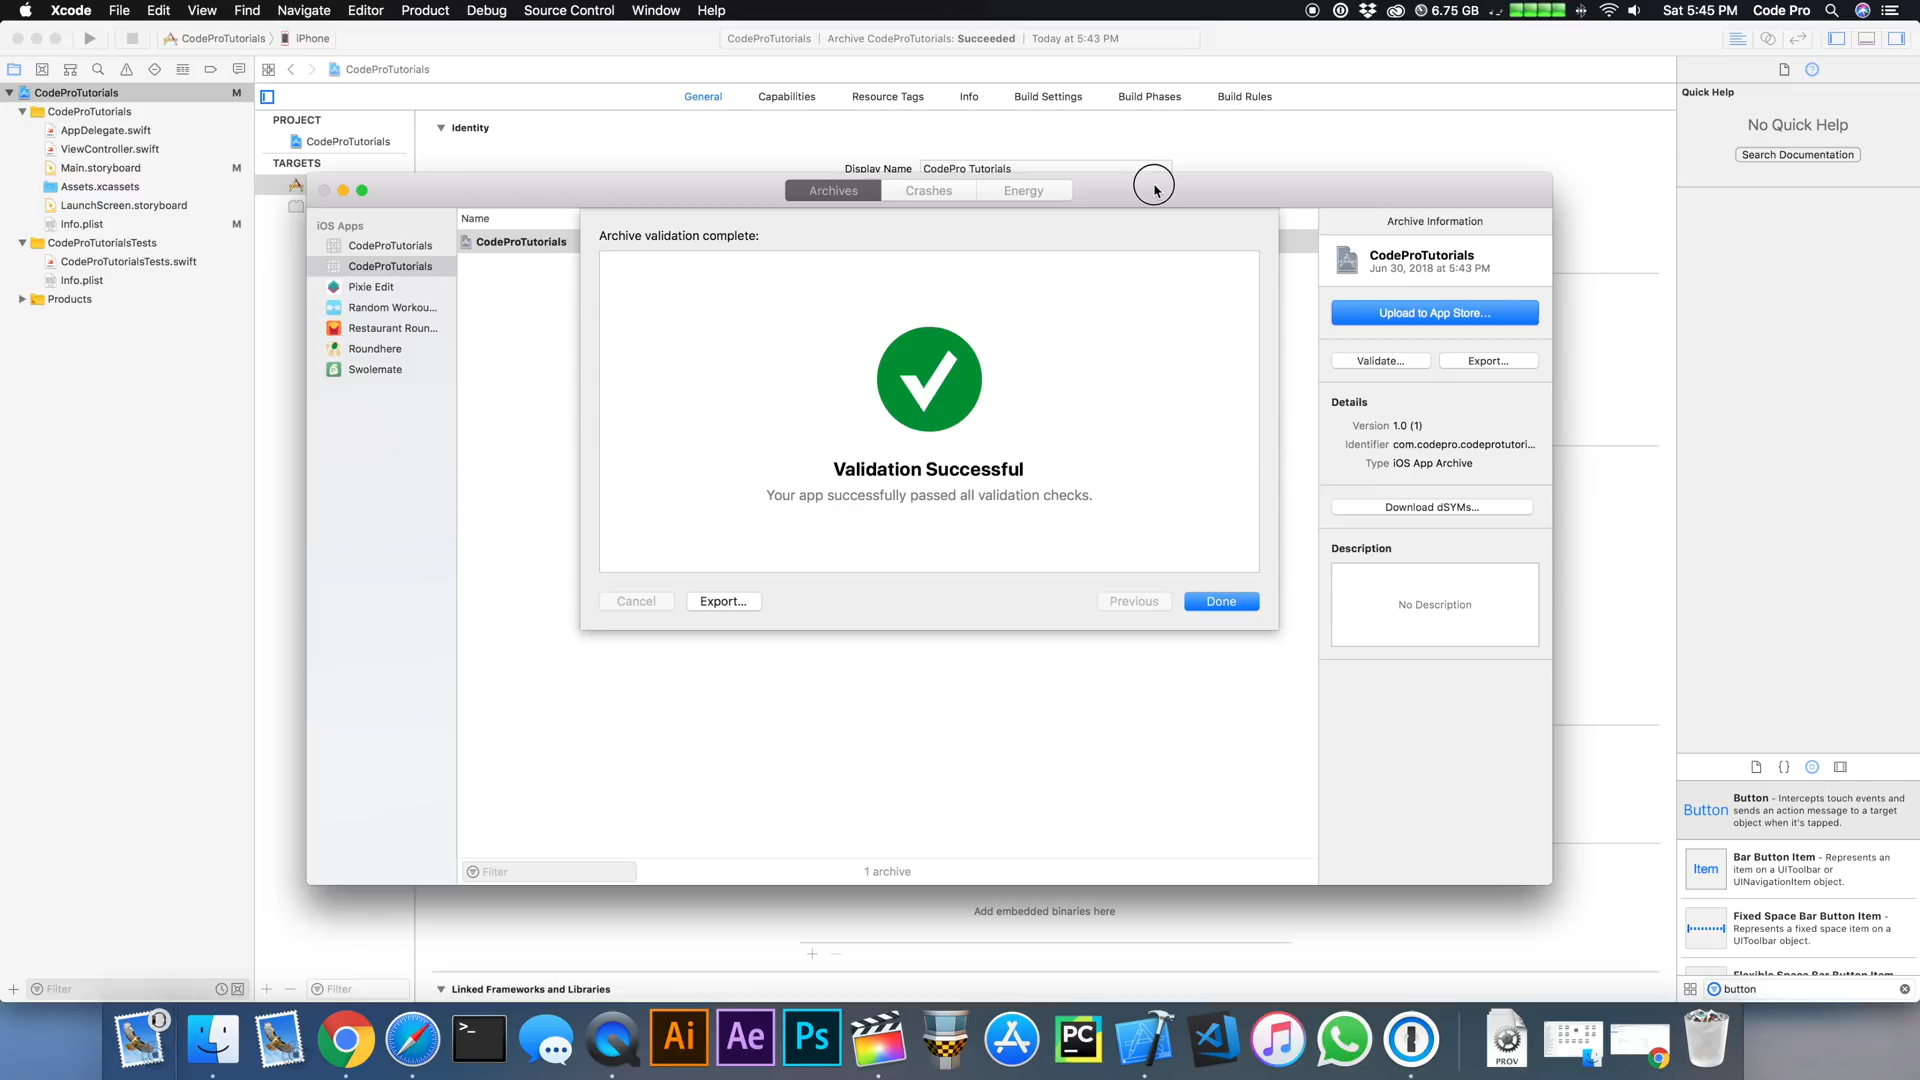 Xcode File Edit View Find Navigate Editor Product Debug Source Control Window Help
6.75 GB Sat 5:45 PM Code Pro
CodeProTutorials iPhone
CodeProTutorials | Archive CodeProTutorials: Succeeded | Today at 5:43 PM
CodeProTutorials
CodeProTutorials M
CodeProTutorials
AppDelegate.swift
ViewController.swift
Main.storyboard M
Assets.xcassets
LaunchScreen.storyboard
Info.plist M
CodeProTutorialsTests
CodeProTutorialsTests.swift
Info.plist
Products
Filter
General Capabilities Resource Tags Info Build Settings Build Phases Build Rules
PROJECT
CodeProTutorials
TARGETS
Filter
Identity
Display Name CodePro Tutorials
Archives Crashes Energy
iOS Apps
CodeProTutorials
CodeProTutorials
Pixie Edit
Random Workou...
Restaurant Roun...
Roundhere
Swolemate
Name
CodeProTutorials
Archive validation complete:
Validation Successful
Your app successfully passed all validation checks.
Cancel Export... Previous Done
Filter
1 archive
Archive Information
CodeProTutorials
Jun 30, 2018 at 5:43 PM
Upload to App Store...
Validate... Export...
Details
Version 1.0 (1)
Identifier com.codepro.codeprotutori...
Type iOS App Archive
Download dSYMs...
Description
No Description
Add embedded binaries here
Linked Frameworks and Libraries
Quick Help
No Quick Help
Search Documentation
{}
Button
Button - Intercepts touch events and
sends an action message to a target
object when it's tapped.
Item
Bar Button Item - Represents an
item on a UIToolbar or
UINavigationItem object.
Fixed Space Bar Button Item -
Represents a fixed space item on a
UIToolbar object.
Flexible Space Bar Button Item
button
>_
Ai
Ae
Ps
PC
PROV